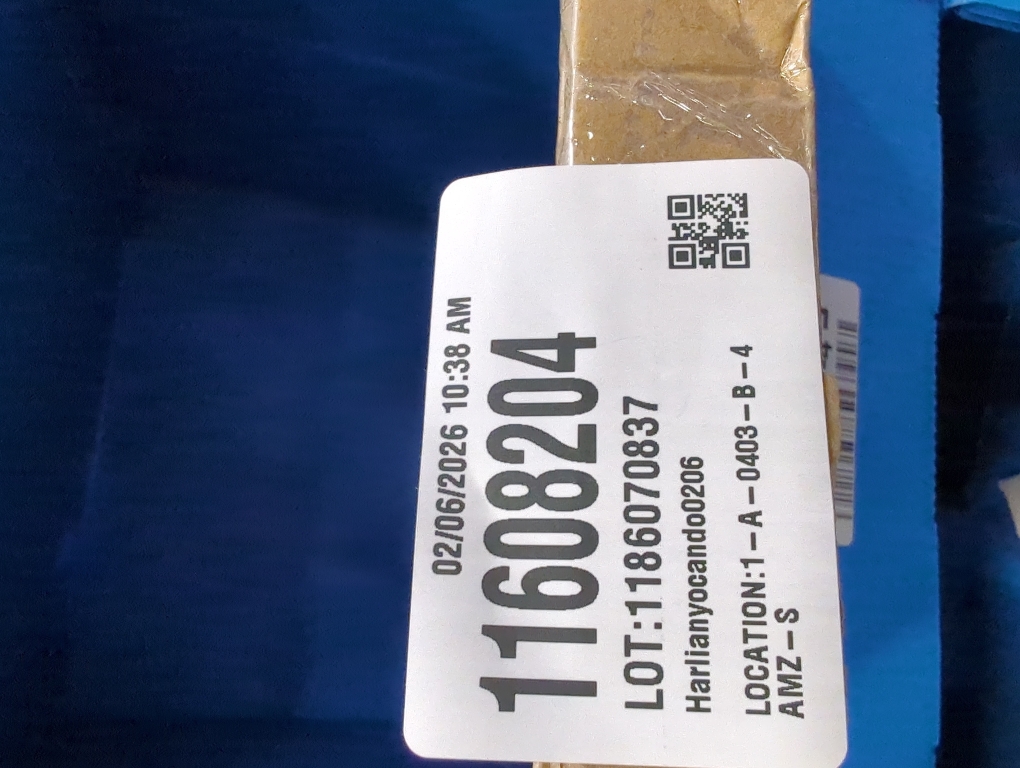 02/06/2026 10:38 AM
11608204
LOT:1186070837
Harlianyocando0206
LOCATION:1-A-0403-B-4
AMZ-S